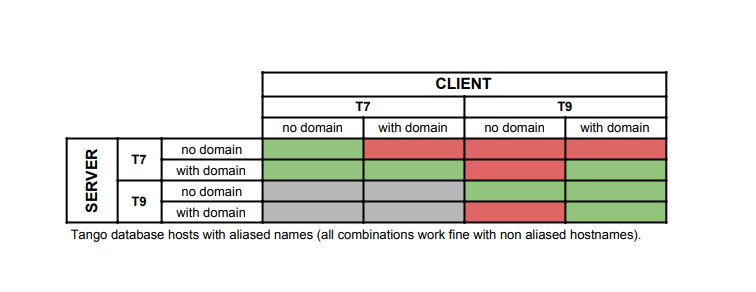 CLIENT
T7 T9
no domain with domain no domain with domain
SERVER T7 no domain
with domain
T9 no domain
with domain
Tango database hosts with aliased names (all combinations work fine with non aliased hostnames).